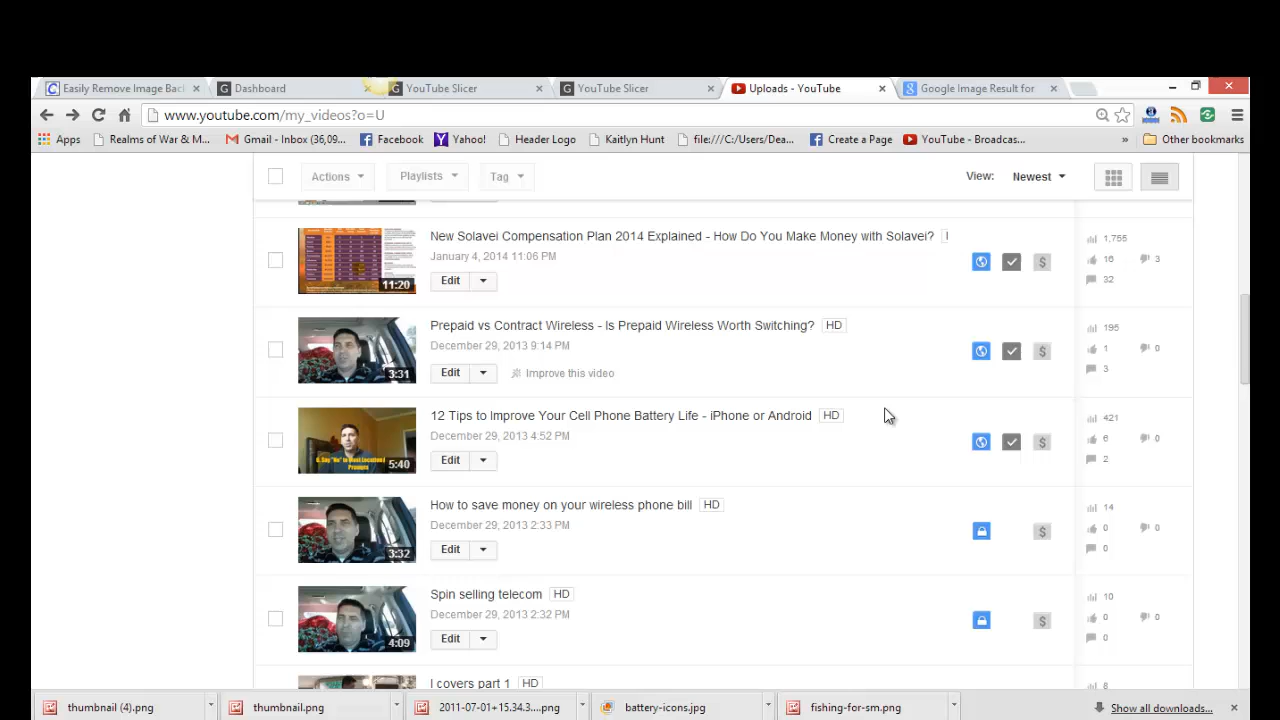 Easily Remove Image Bac
Dashboard
YouTube Slicer
YouTube Slicer
Uploads - YouTube
Google Image Result for
www.youtube.com/my_videos?o=U
Apps
Realms of War & M...
Gmail - Inbox (36,09...
Facebook
Yahoo!
Header Logo
Kaitlyn Hunt
file:///C:/Users/Dea...
Create a Page
YouTube - Broadcas...
»
Other bookmarks
Actions
Playlists
Tag
View:
Newest
New Solavei Compensation Plan 2014 Explained - How Do You Make Money with Solavei?
January 4, 2014 11:0
Edit
11:20
1,755
16
3
32
Prepaid vs Contract Wireless - Is Prepaid Wireless Worth Switching?
HD
December 29, 2013 9:14 PM
Edit
Improve this video
3:31
$
195
1
0
3
12 Tips to Improve Your Cell Phone Battery Life - iPhone or Android
HD
December 29, 2013 4:52 PM
Edit
5:40
$
421
6
0
2
How to save money on your wireless phone bill
HD
December 29, 2013 2:33 PM
Edit
3:32
$
14
0
0
0
Spin selling telecom
HD
December 29, 2013 2:32 PM
Edit
4:09
$
10
0
0
0
I covers part 1
HD
thumbnail (4).png
thumbnail.png
2011-07-01+15.34.3....png
battery-icons.jpg
fishing-for-sm.png
Show all downloads...